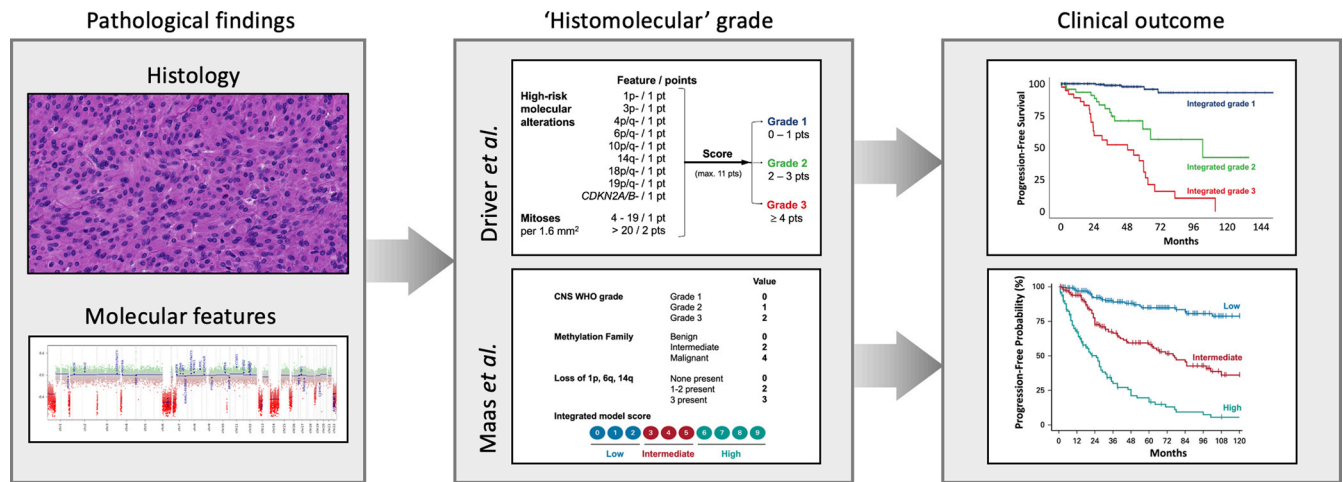 Pathological findings
‘Histomolecular’ grade
Clinical outcome
Histology
Molecular features
Driver et al.
Feature / points
High-risk
molecular
alterations
1p- / 1 pt
3p- / 1 pt
4p/q- / 1 pt
6p/q- / 1 pt
10p/q- / 1 pt
14q- / 1 pt
18p/q- / 1 pt
19p/q- / 1 pt
CDKN2A/B- / 1 pt
Mitoses
per 1.6 mm²
4 - 19 / 1 pt
> 20 / 2 pts
Score
(max. 11 pts)
Grade 1
0 – 1 pts
Grade 2
2 – 3 pts
Grade 3
≥ 4 pts
Maas et al.
Value
CNS WHO grade
Grade 1 0
Grade 2 1
Grade 3 2
Methylation Family
Benign 0
Intermediate 2
Malignant 4
Loss of 1p, 6q, 14q
None present 0
1-2 present 2
3 present 3
Integrated model score
0 1 2 3 4 5 6 7 8 9
Low Intermediate High
Progression-Free Survival
100
75
50
25
0
Integrated grade 1
Integrated grade 2
Integrated grade 3
0 24 48 72 96 120 144
Months
Progression-Free Probability (%)
100
75
50
25
0
Low
Intermediate
High
0 12 24 36 48 60 72 84 96 108 120
Months